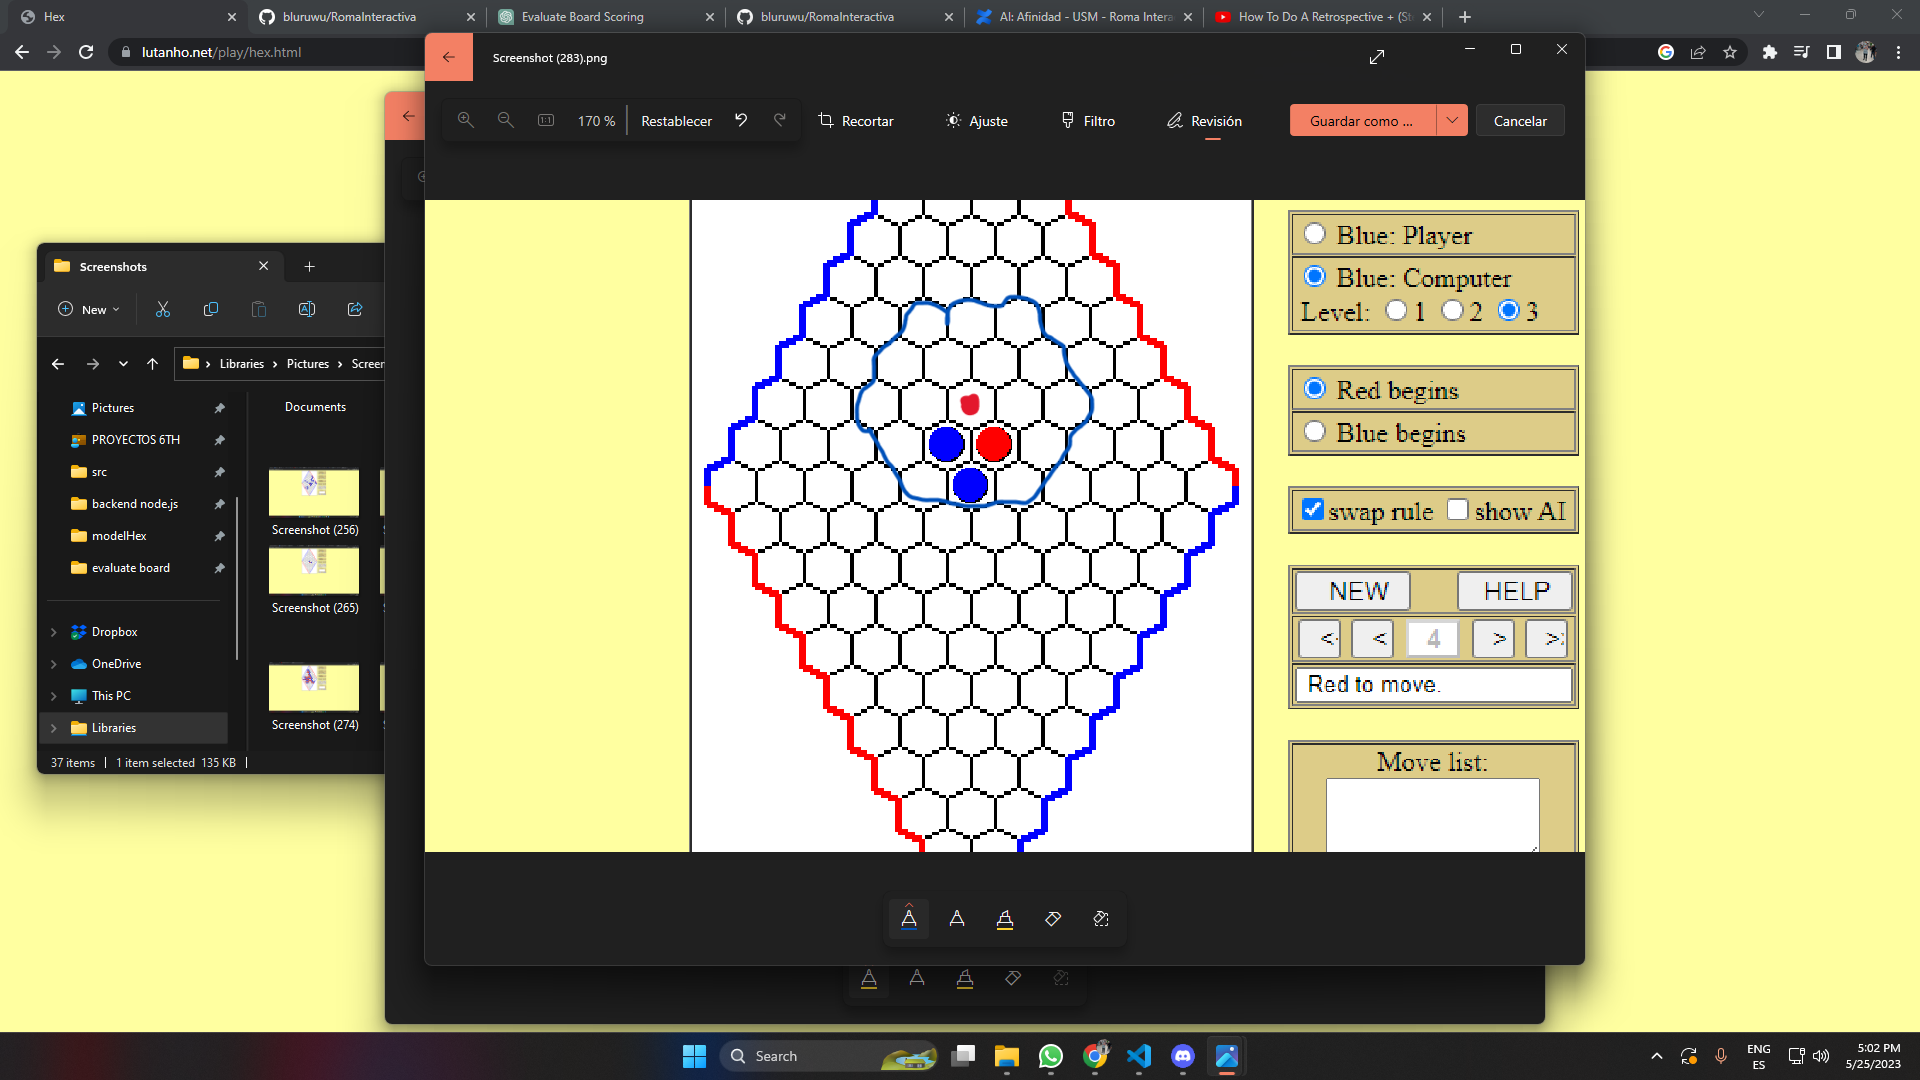 Hex
bluruwu/RomaInteractiva
Evaluate Board Scoring
bluruwu/RomaInteractiva
AI: Afinidad - USM - Roma Intera
How To Do A Retrospective + (St
lutanho.net/play/hex.html
Screenshot (283).png
170 %
Restablecer
Recortar
Ajuste
Filtro
Revisión
Guardar como ...
Cancelar
Screenshots
New
Libraries > Pictures > Screer
Pictures
PROYECTOS 6TH
src
backend node.js
modelHex
evaluate board
Dropbox
OneDrive
This PC
Libraries
Documents
Screenshot (256)
Screenshot (265)
Screenshot (274)
37 items
1 item selected 135 KB
Blue: Player
Blue: Computer
Level: 1 2 3
Red begins
Blue begins
swap rule show AI
NEW HELP
< < 4 > >
Red to move.
Move list:
Search
ENG
ES
5:02 PM
5/25/2023